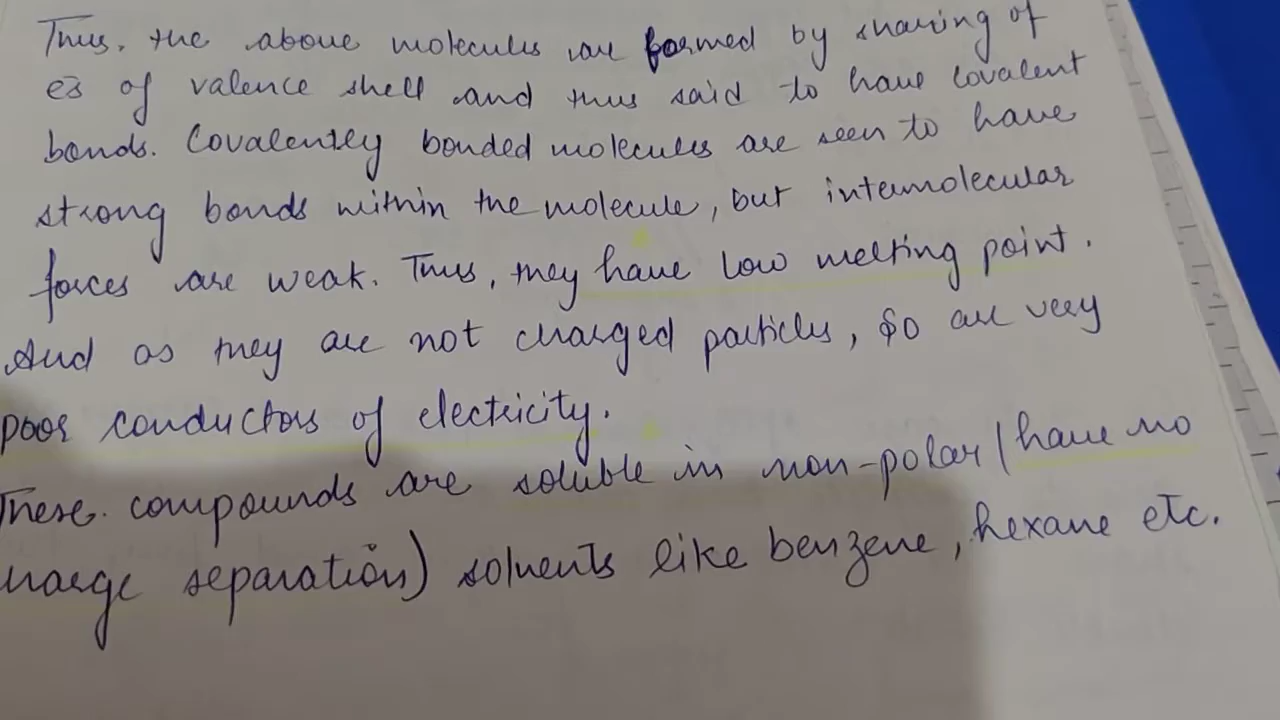 Thus, the above molecules are formed by sharing of
es of valence shell and thus said to have covalent
bonds. Covalently bonded molecules are seen to have
strong bonds within the molecule, but intermolecular
forces are weak. Thus, they have low melting point.
And as they are not charged particles, so are very
poor conductors of electricity.
These compounds are soluble in non-polar (have no
harge separation) solvents like benzene, hexane etc.